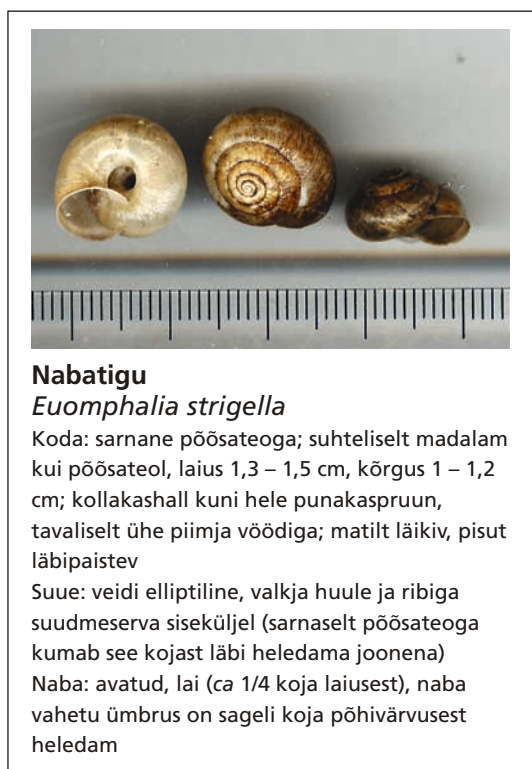 Nabatigu
Euomphalia strigella
Koda: sarnane põõsateoga; suhteliselt madalam
kui põõsateol, laius 1,3 – 1,5 cm, kõrgus 1 – 1,2
cm; kollakashall kuni hele punakaspruun,
tavaliselt ühe piimja vöödiga; matilt läikiv, pisut
läbipaistev
Suue: veidi elliptiline, valkja huule ja ribiga
suudmeserva siseküljel (sarnaselt põõsateoga
kumab see kojast läbi heledama joonena)
Naba: avatud, lai (ca 1/4 koja laiusest), naba
vahetu ümbrus on sageli koja põhivärvusest
heledam